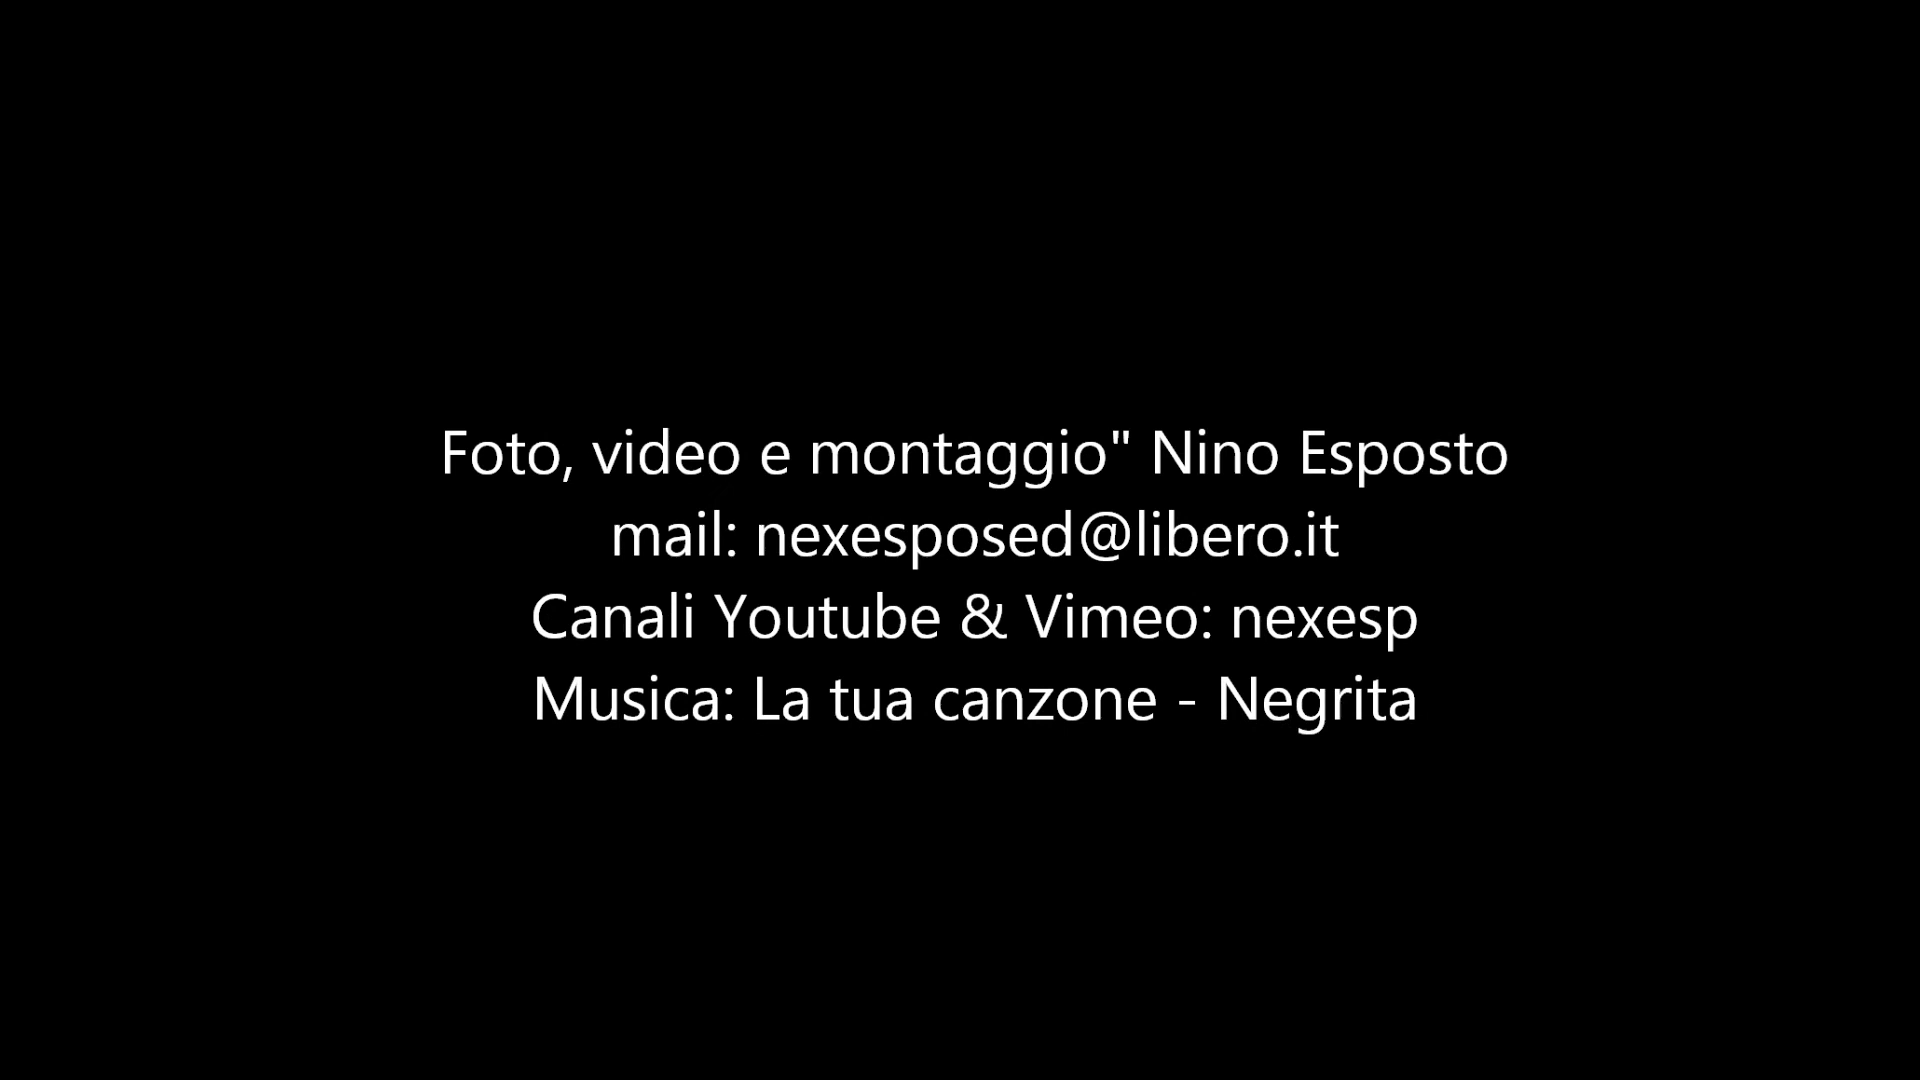 Foto, video e montaggio" Nino Esposto
mail: nexesposed@libero.it
Canali Youtube & Vimeo: nexesp
Musica: La tua canzone - Negrita